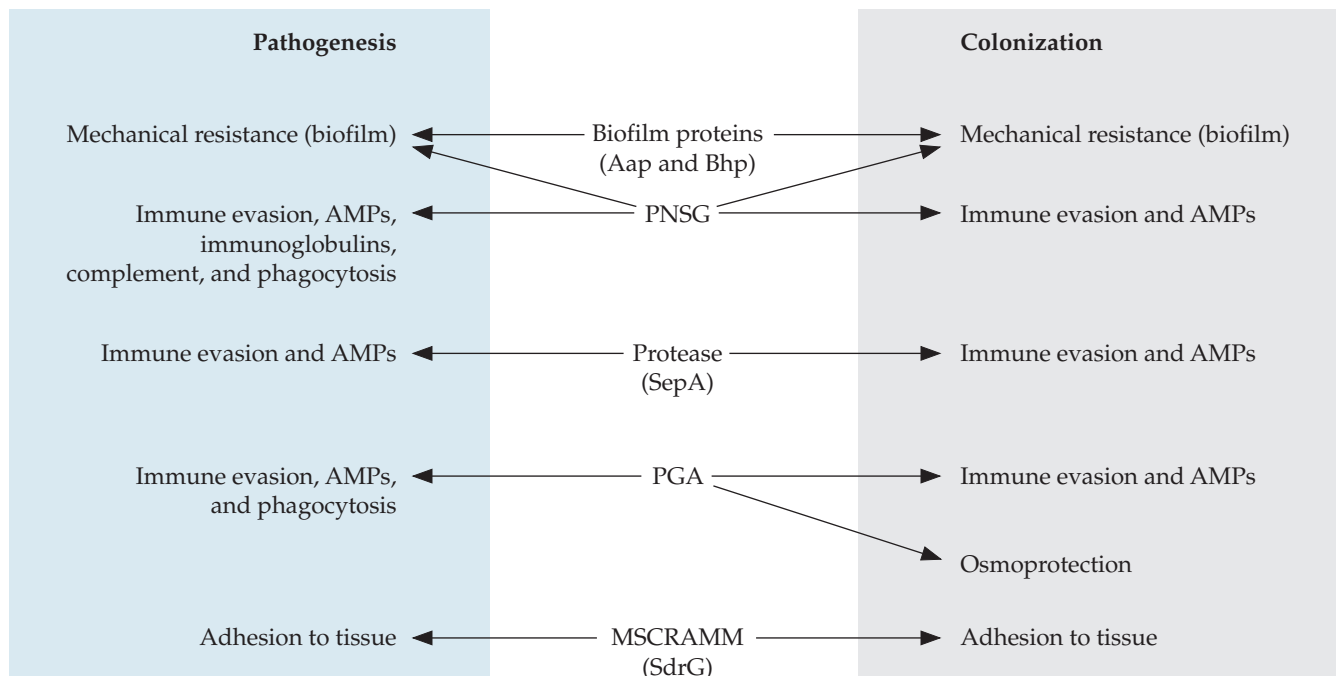 Pathogenesis
Colonization
Mechanical resistance (biofilm)
Biofilm proteins
(Aap and Bhp)
Mechanical resistance (biofilm)
Immune evasion, AMPs,
immunoglobulins,
complement, and phagocytosis
PNSG
Immune evasion and AMPs
Immune evasion and AMPs
Protease
(SepA)
Immune evasion and AMPs
Immune evasion, AMPs,
and phagocytosis
PGA
Immune evasion and AMPs
Osmoprotection
Adhesion to tissue
MSCRAMM
(SdrG)
Adhesion to tissue